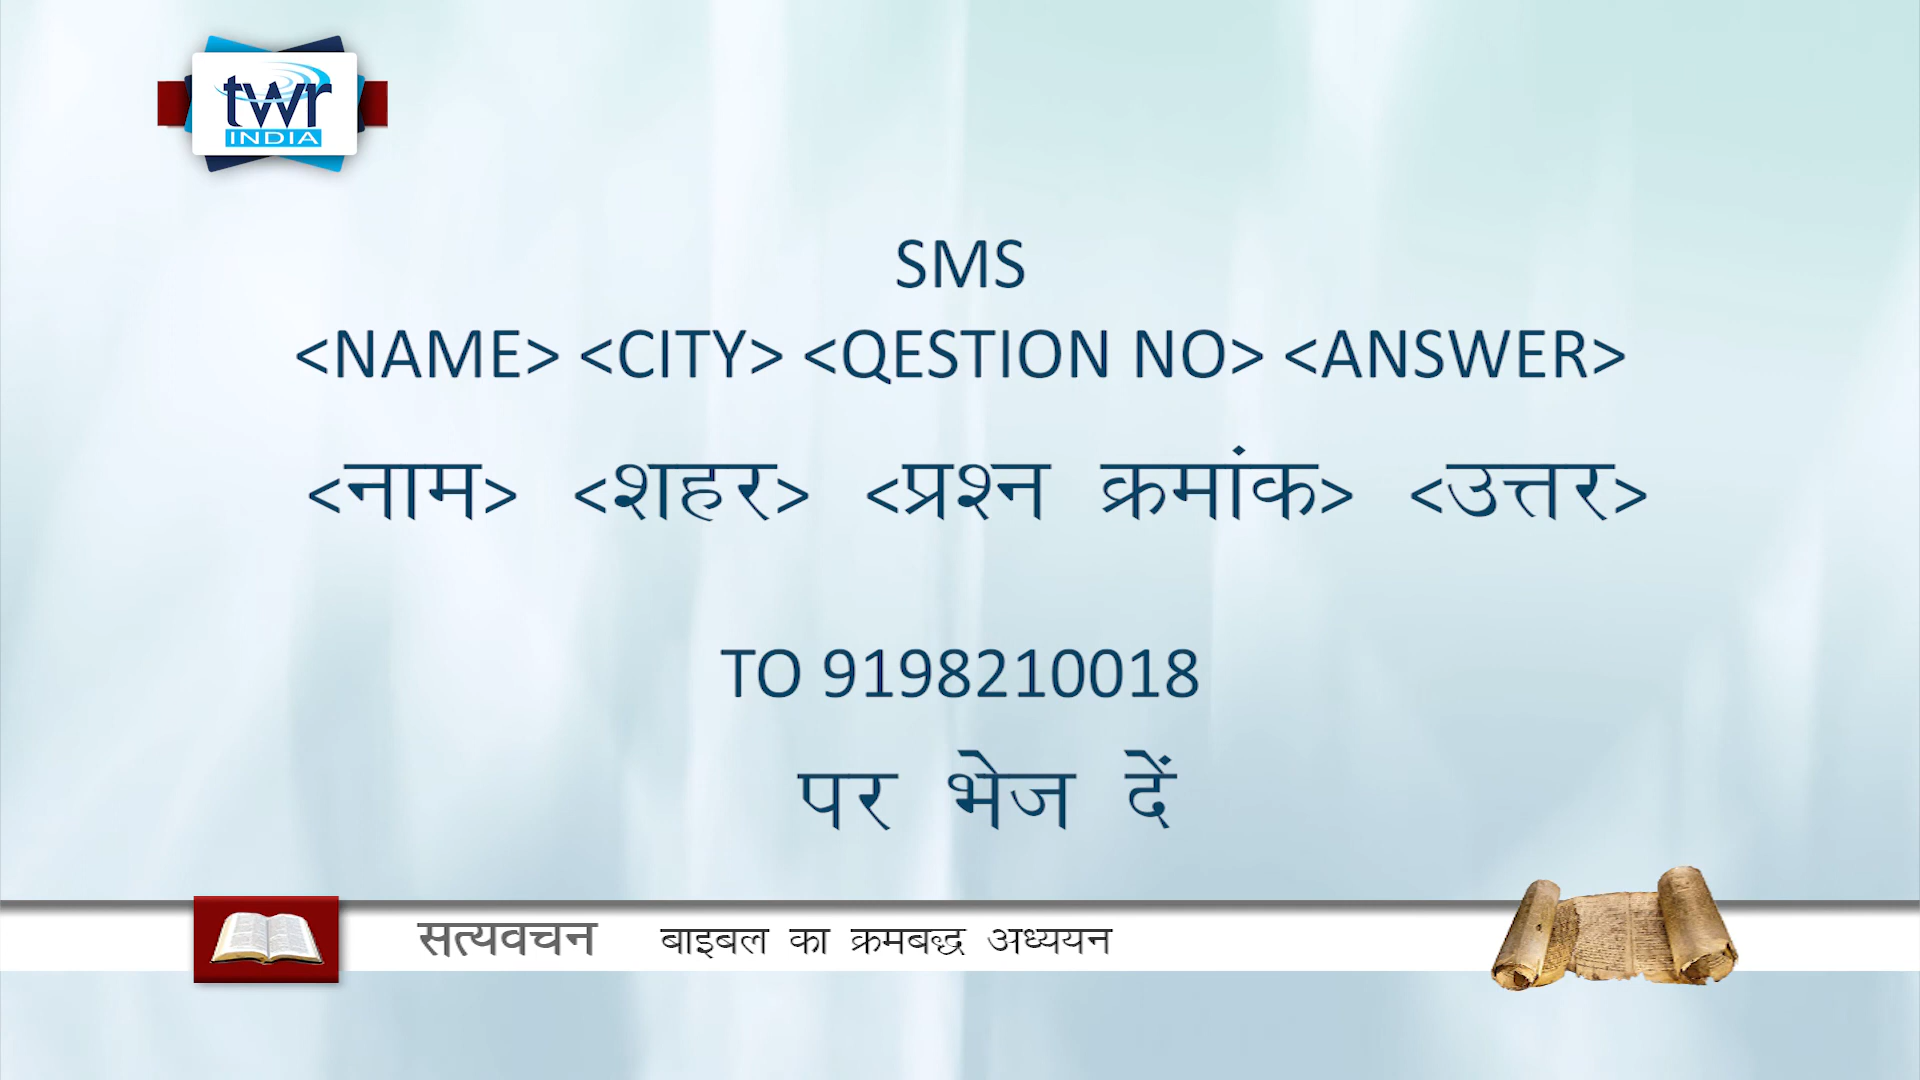 twr
INDIA
SMS
<NAME> <CITY> <QESTION NO> <ANSWER>
<नाम> <शहर> <प्रश्न क्रमांक> <उत्तर>
TO 9198210018
पर भेज दें
सत्यवचन बाइबल का क्रमबद्ध अध्ययन